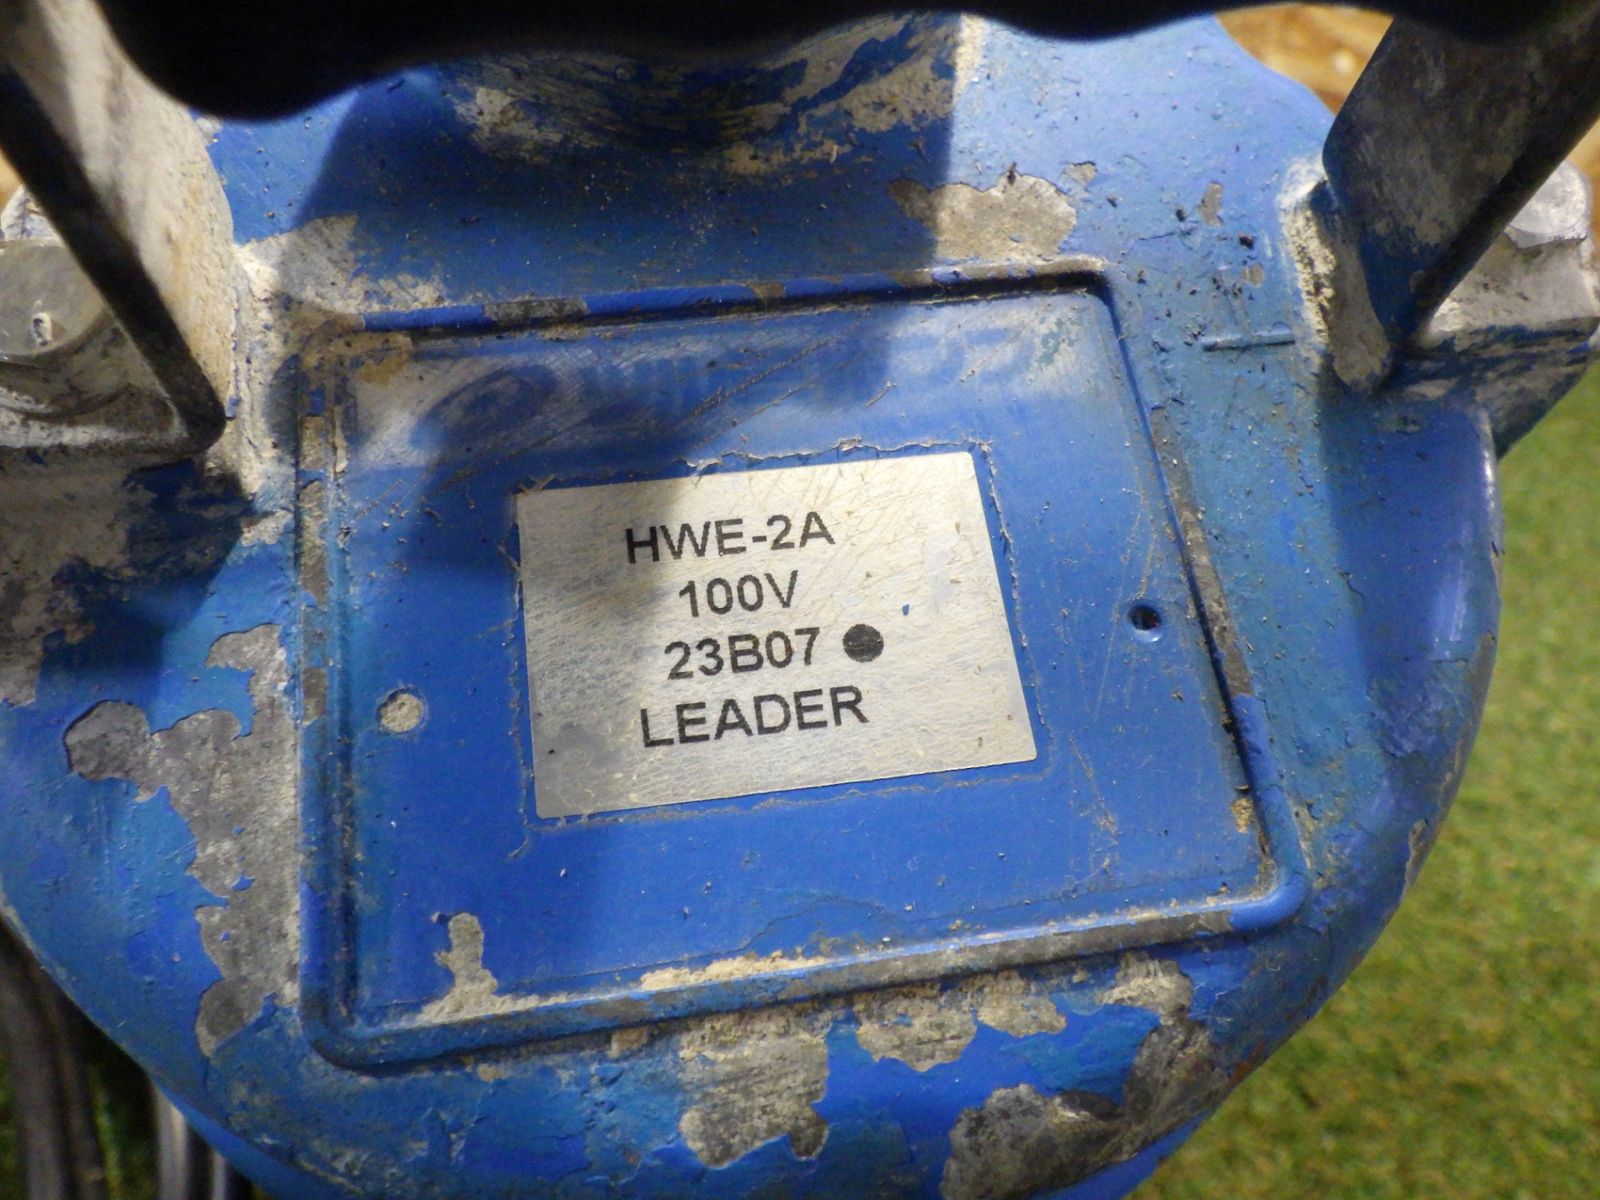 HWE-2A
100V
23B07 ●
LEADER